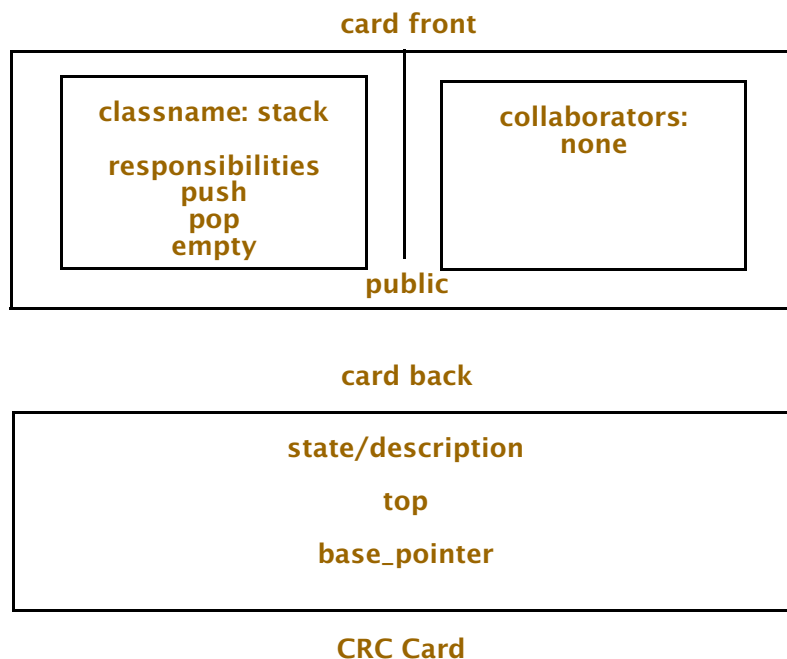 card front
classname: stack
responsibilities
push
pop
empty
collaborators:
none
public
card back
state/description
top
base_pointer
CRC Card